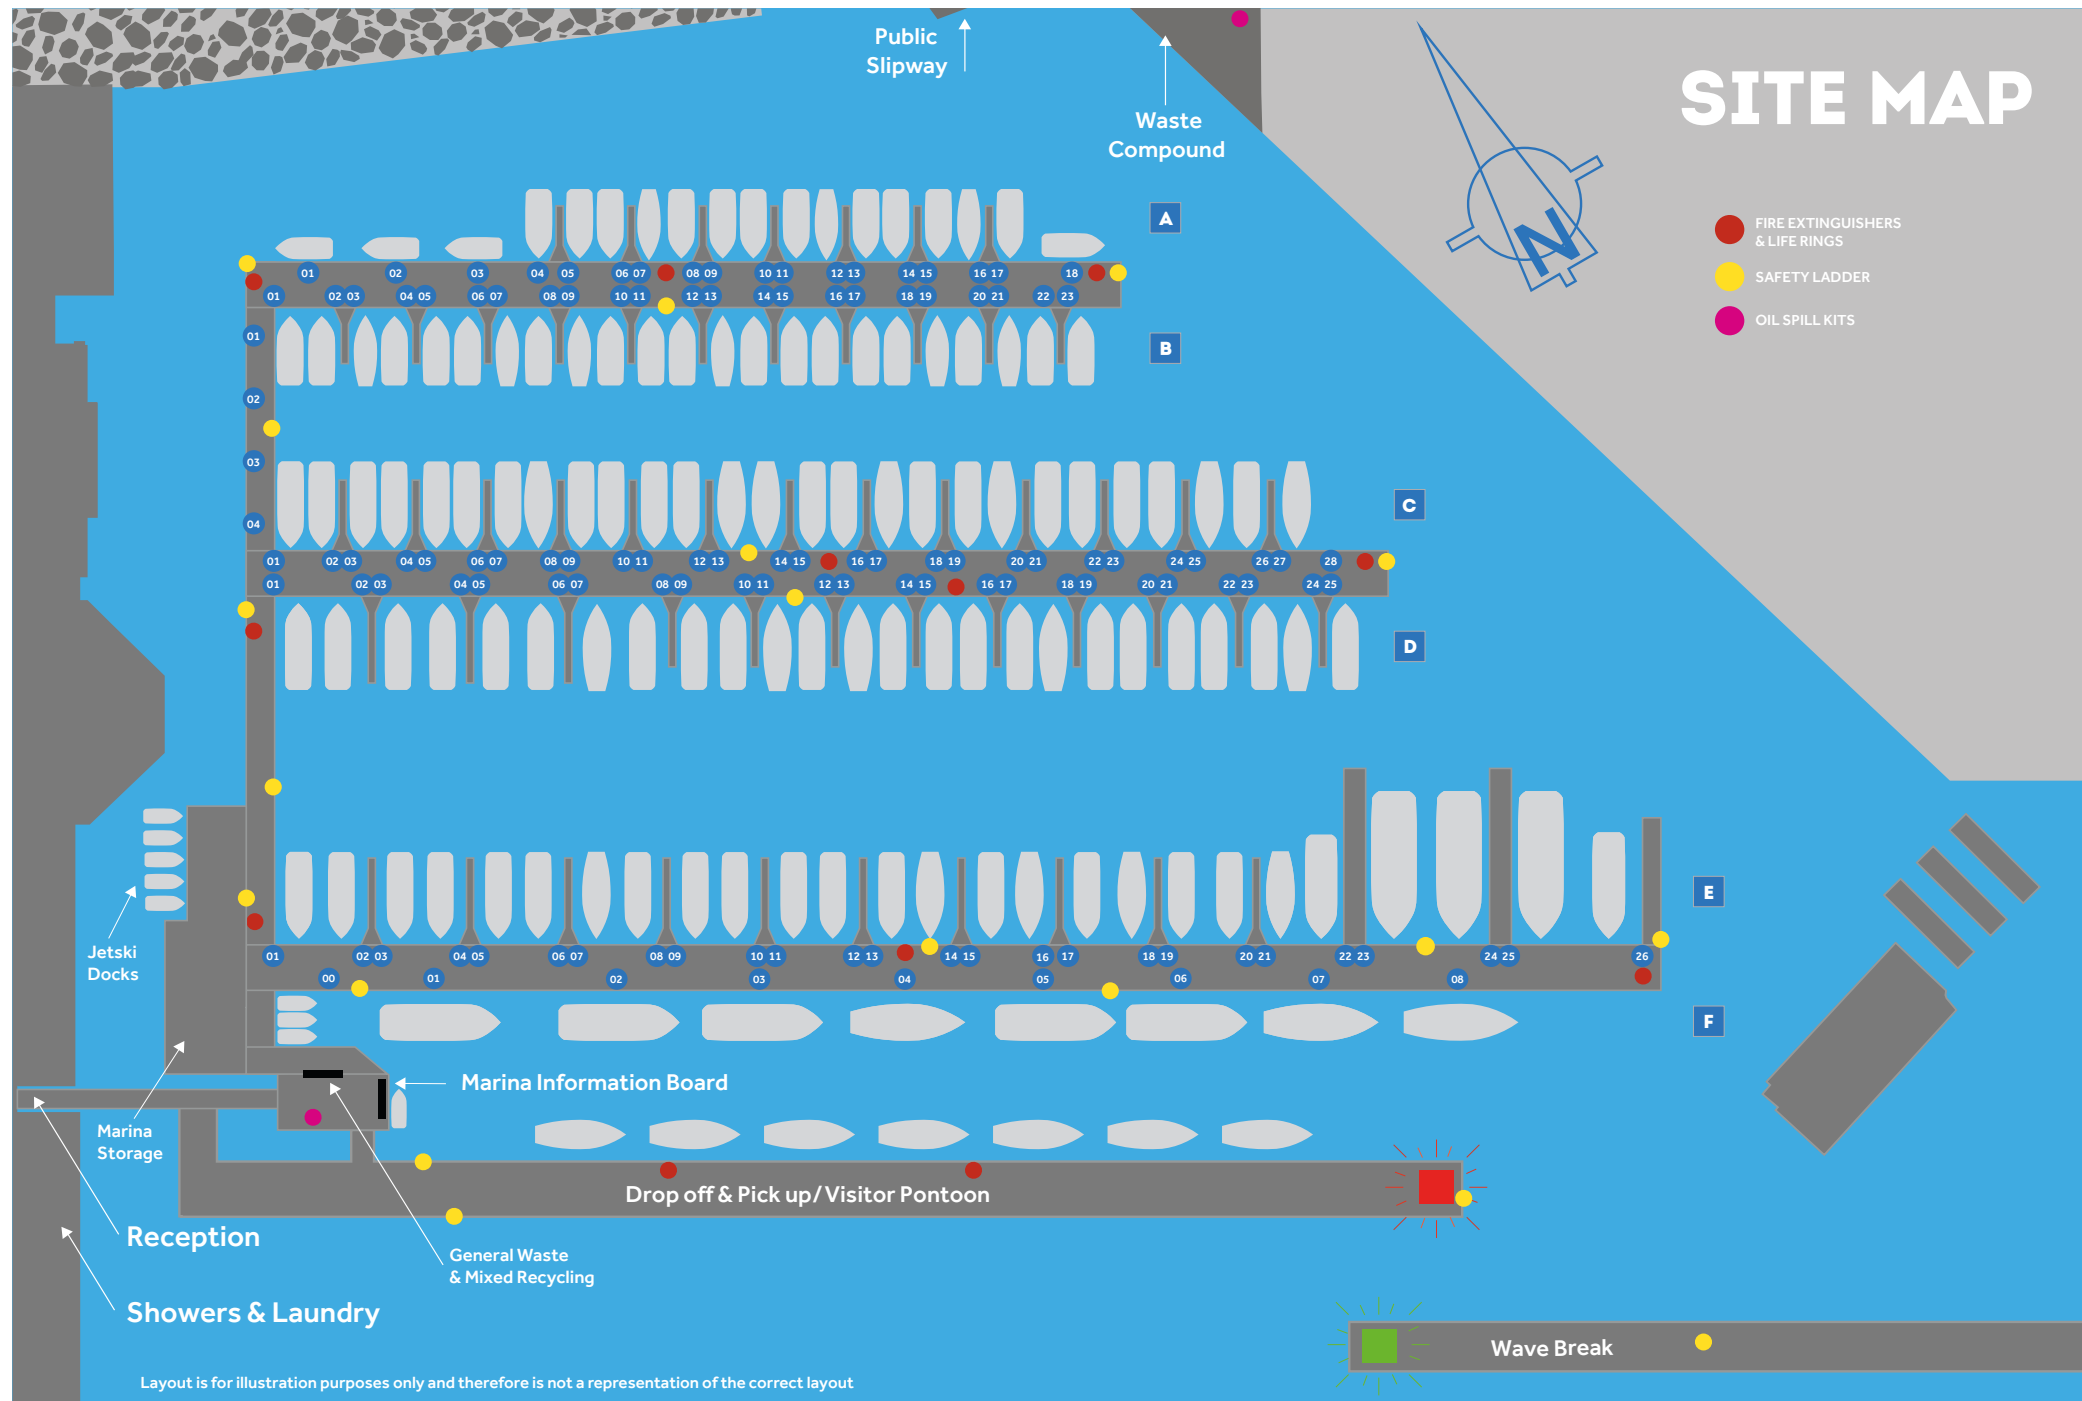 Public
Slipway
Waste
Compound
SITE MAP
N
FIRE EXTINGUISHERS
& LIFE RINGS
SAFETY LADDER
OIL SPILL KITS
A
01 02 03 04 05 06 07 08 09 10 11 12 13 14 15 16 17 18
01 02 03 04 05 06 07 08 09 10 11 12 13 14 15 16 17 18 19 20 21 22 23
B
01
02
03
04
C
01 02 03 04 05 06 07 08 09 10 11 12 13 14 15 16 17 18 19 20 21 22 23 24 25 26 27 28
01 02 03 04 05 06 07 08 09 10 11 12 13 14 15 16 17 18 19 20 21 22 23 24 25
D
E
01 02 03 04 05 06 07 08 09 10 11 12 13 14 15 16 17 18 19 20 21 22 23 24 25 26
00 01 02 03 04 05 06 07 08
F
Jetski
Docks
Marina Information Board
Marina
Storage
Drop off & Pick up/ Visitor Pontoon
Reception
General Waste
& Mixed Recycling
Showers & Laundry
Wave Break
Layout is for illustration purposes only and therefore is not a representation of the correct layout